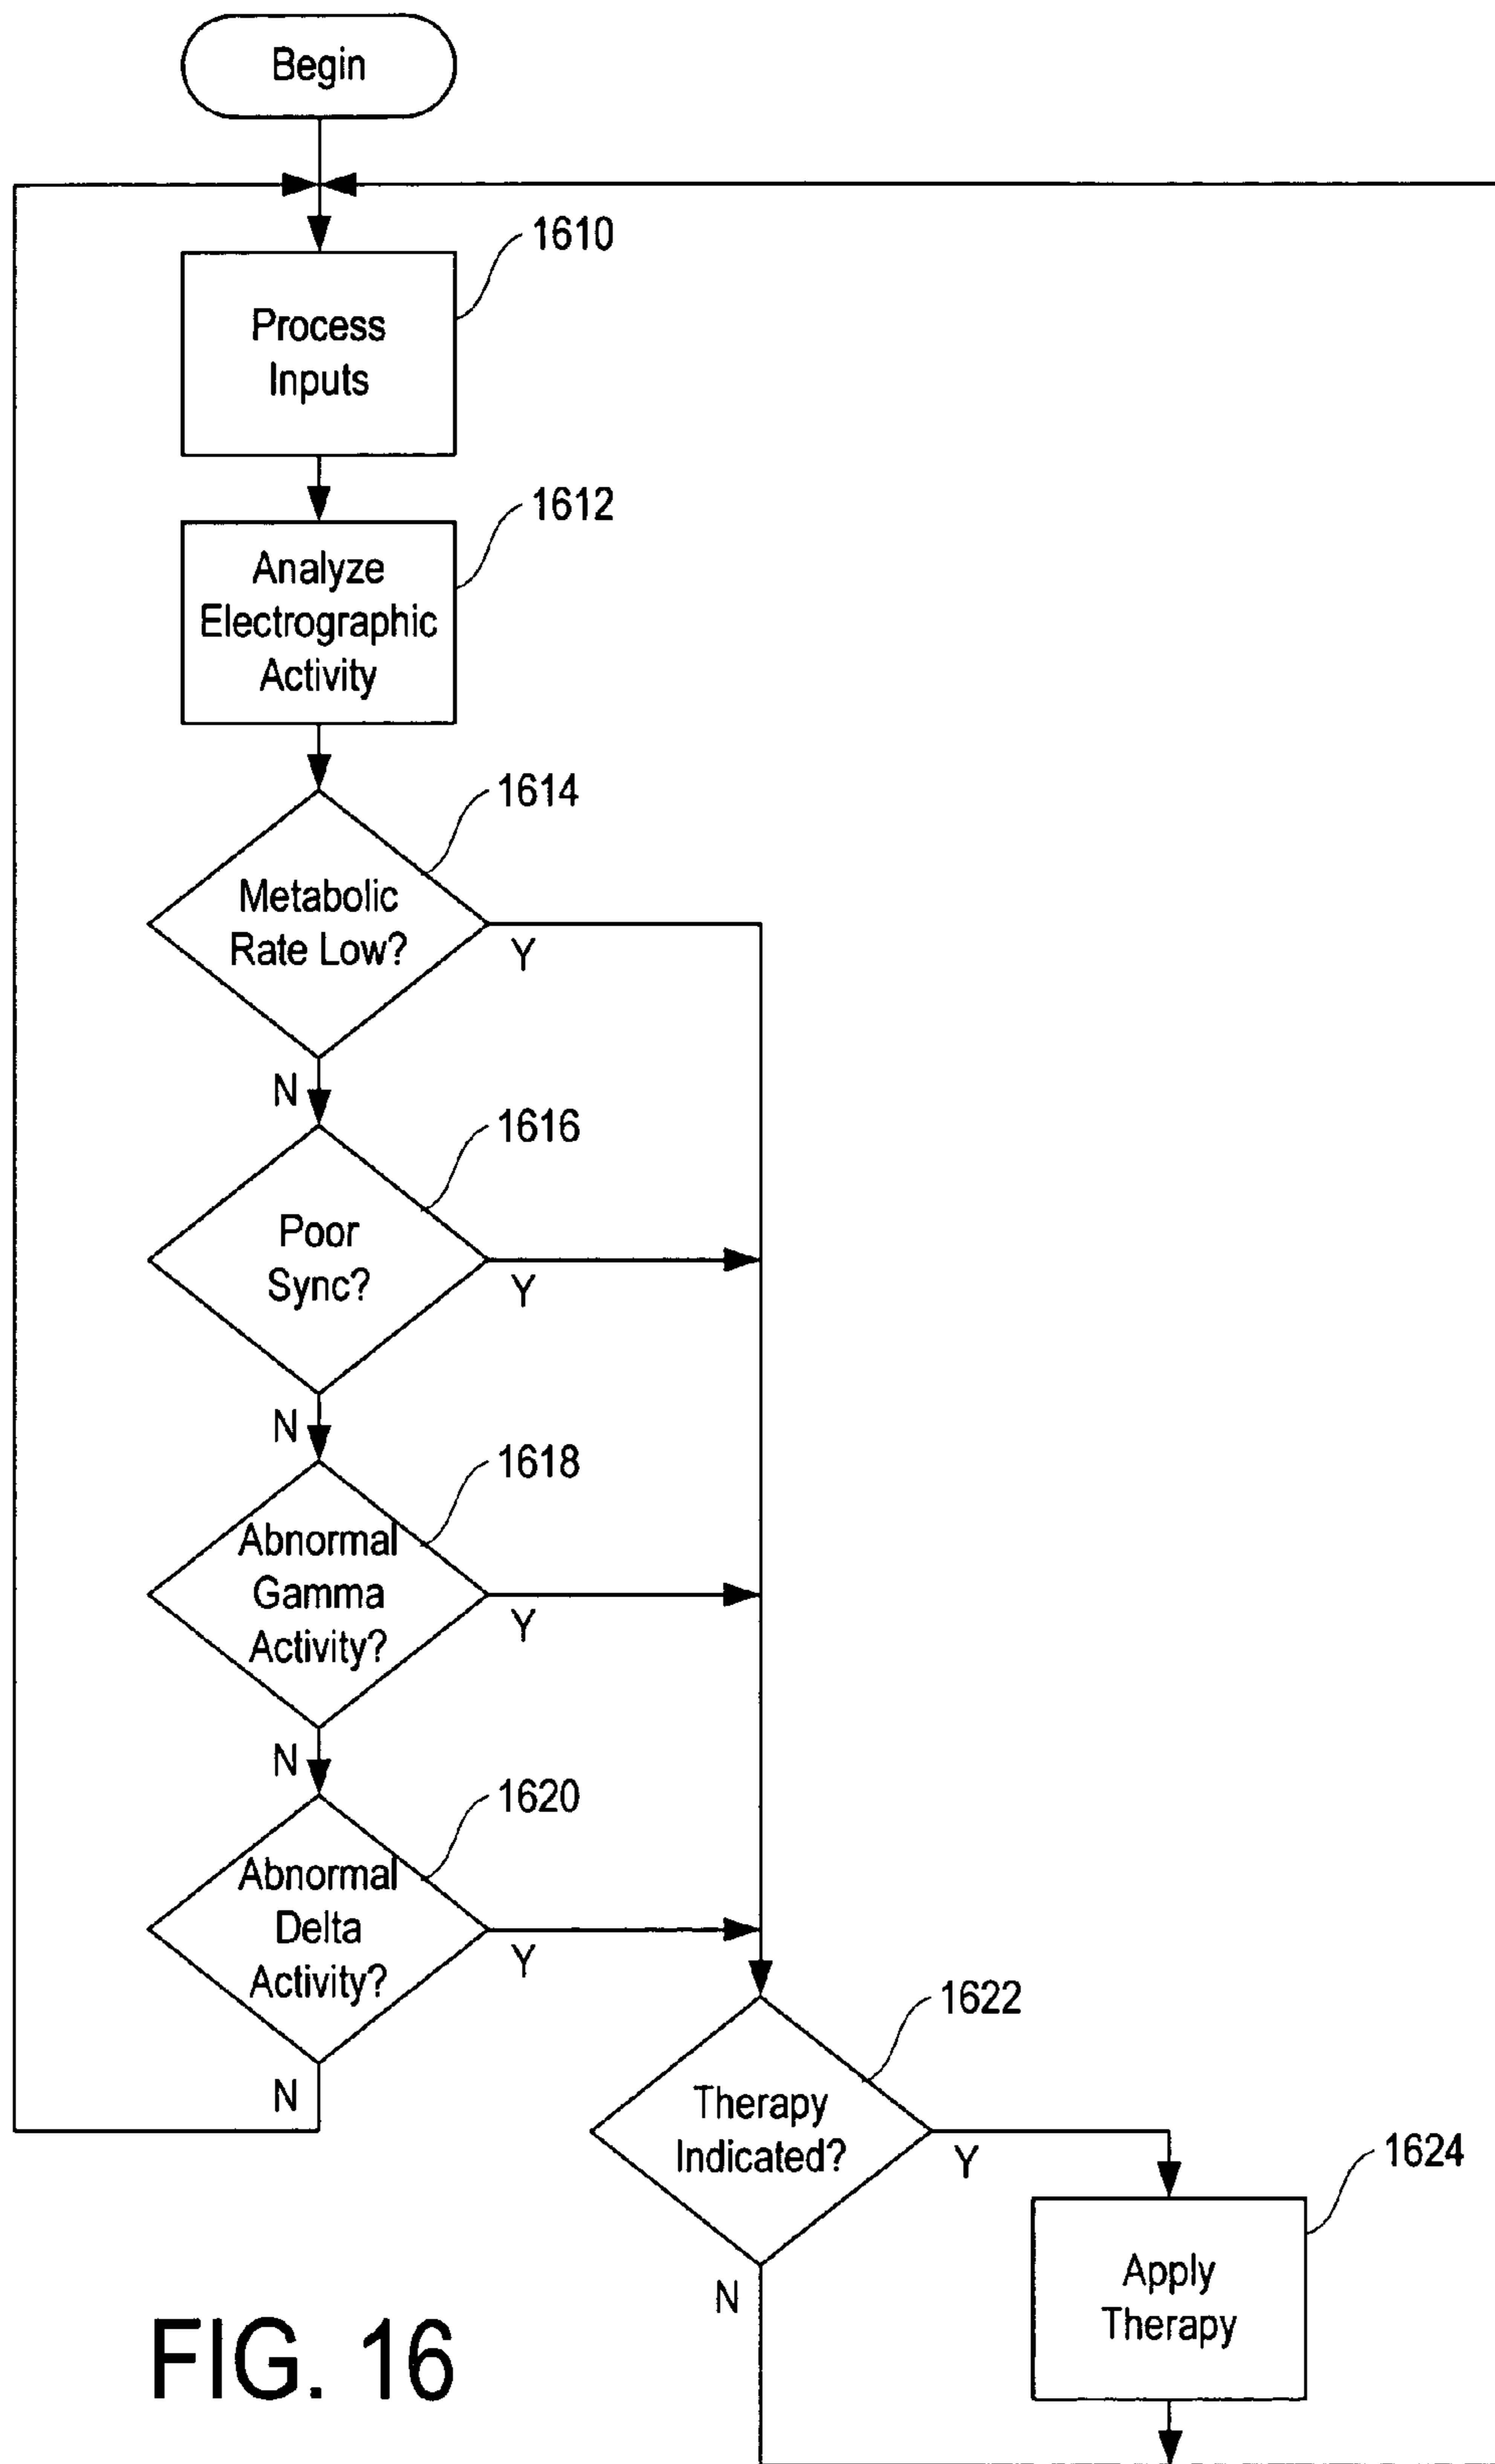 Begin
1610
Process
Inputs
1612
Analyze
Electrographic
Activity
1614
Metabolic
Rate Low?
Y
N
1616
Poor
Sync?
Y
N
1618
Abnormal
Gamma
Activity?
Y
N
1620
Abnormal
Delta
Activity?
Y
N
1622
Therapy
Indicated?
Y
N
1624
Apply
Therapy
FIG. 16